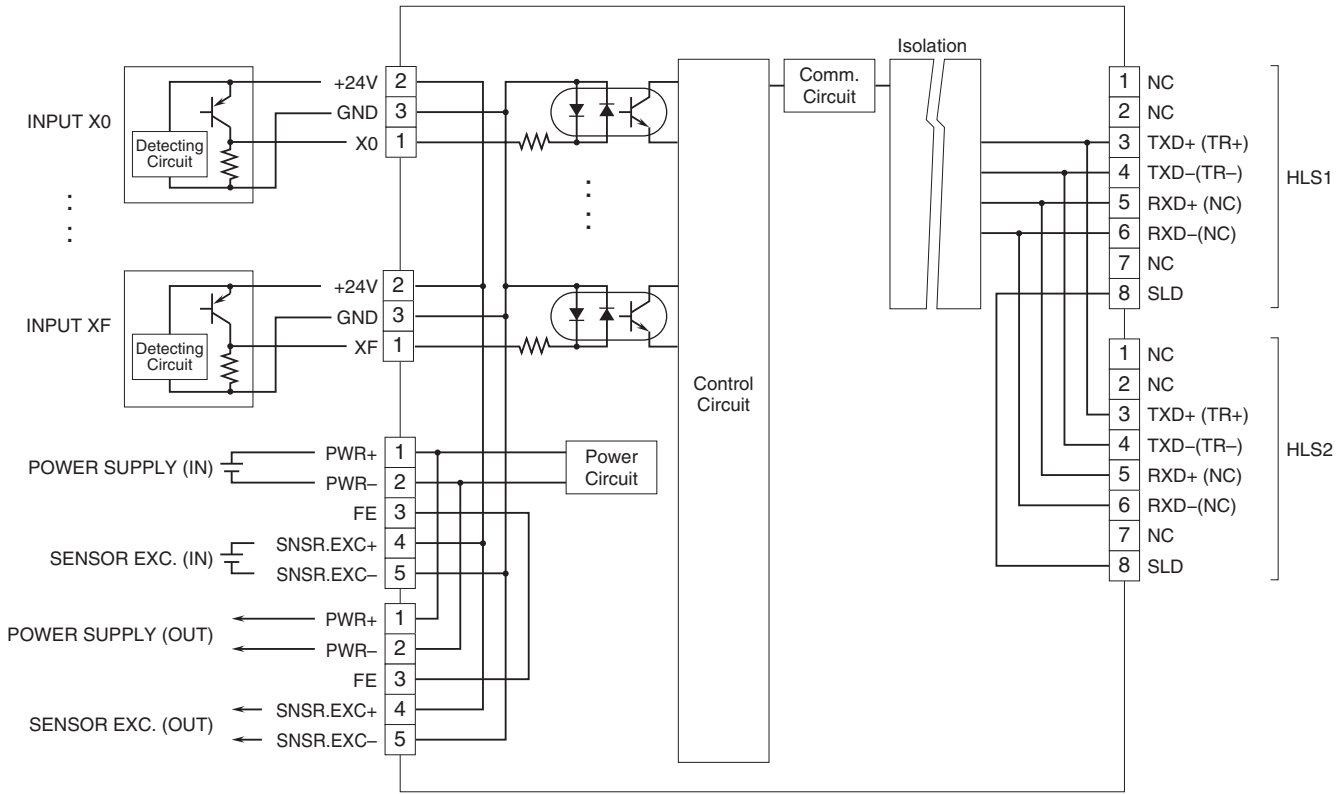 Isolation
INPUT X0
Detecting
Circuit
+24V 2
GND 3
X0 1
Comm.
Circuit
1 NC
2 NC
3 TXD+ (TR+)
4 TXD–(TR–)
5 RXD+ (NC)
6 RXD–(NC)
7 NC
8 SLD
HLS1
INPUT XF
Detecting
Circuit
+24V 2
GND 3
XF 1
Control
Circuit
1 NC
2 NC
3 TXD+ (TR+)
4 TXD–(TR–)
5 RXD+ (NC)
6 RXD–(NC)
7 NC
8 SLD
HLS2
POWER SUPPLY (IN)
PWR+ 1
PWR– 2
FE 3
Power
Circuit
SENSOR EXC. (IN)
SNSR.EXC+ 4
SNSR.EXC– 5
POWER SUPPLY (OUT)
PWR+ 1
PWR– 2
FE 3
SENSOR EXC. (OUT)
SNSR.EXC+ 4
SNSR.EXC– 5